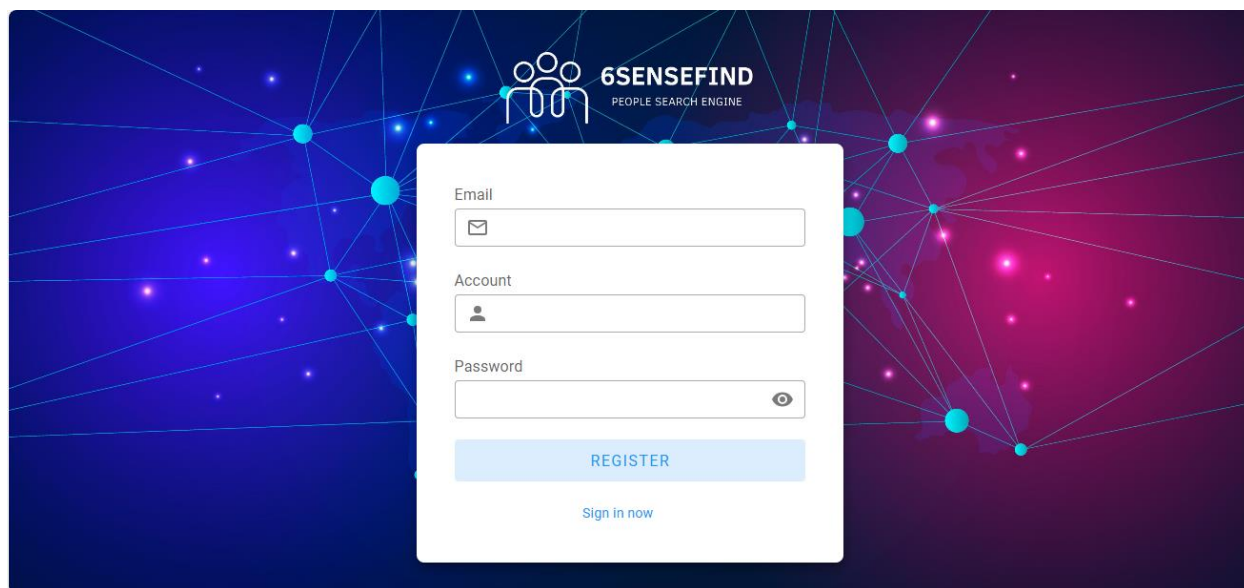 6SENSEFIND
PEOPLE SEARCH ENGINE
Email
Account
Password
REGISTER
Sign in now